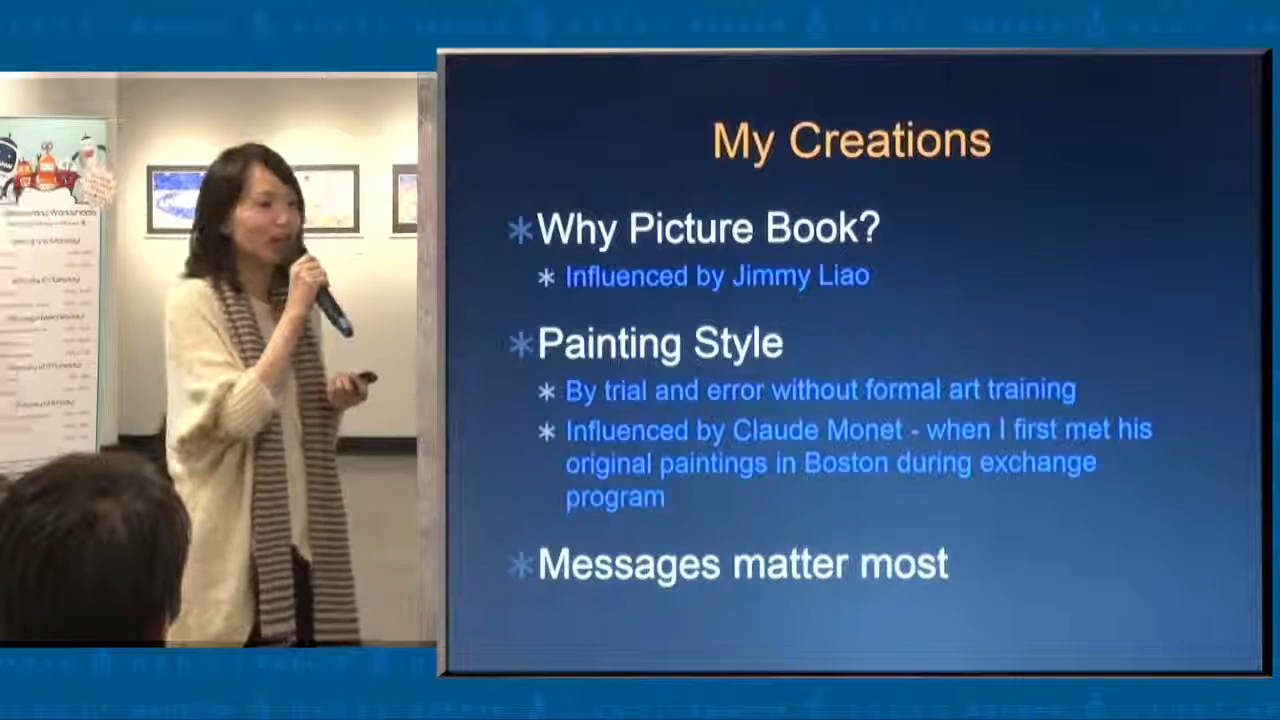 My Creations
Why Picture Book?
Influenced by Jimmy Liao
Painting Style
By trial and error without formal art training
Influenced by Claude Monet - when I first met his
original paintings in Boston during exchange
program
Messages matter most